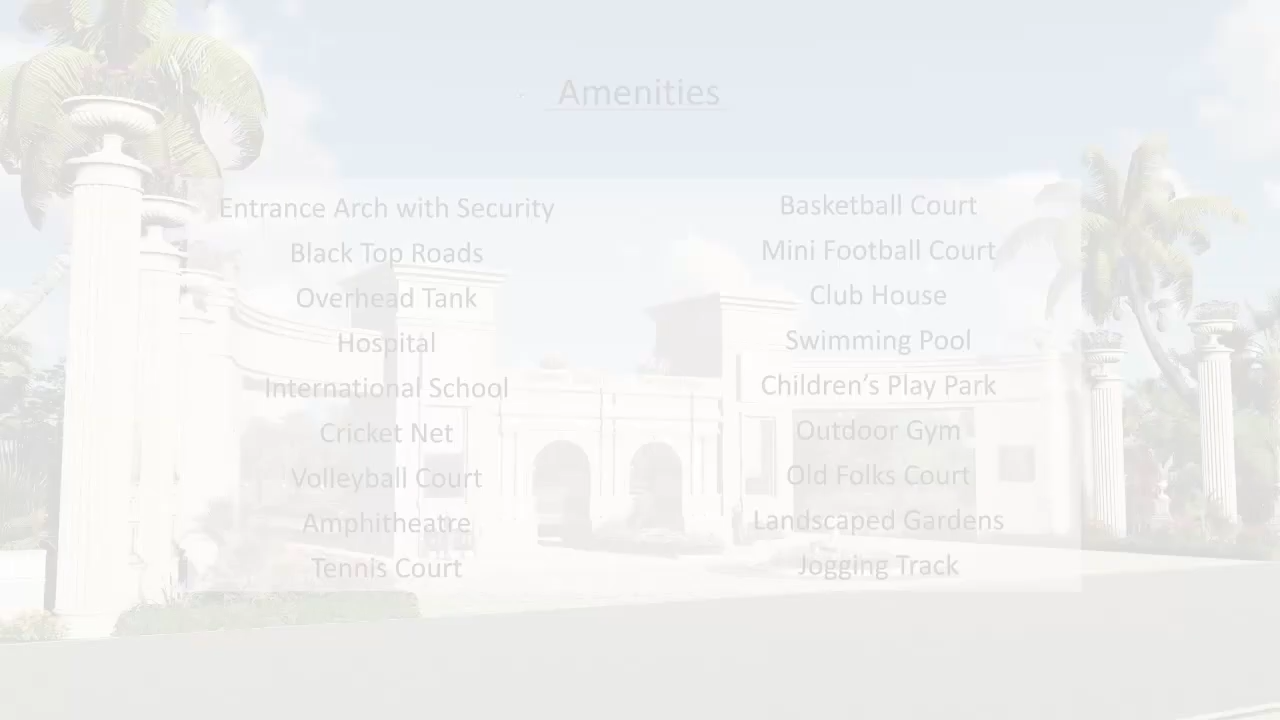 Amenities
Entrance Arch with Security
Black Top Roads
Overhead Tank
Hospital
International School
Cricket Net
Volleyball Court
Amphitheatre
Tennis Court
Basketball Court
Mini Football Court
Club House
Swimming Pool
Children’s Play Park
Outdoor Gym
Old Folks Court
Landscaped Gardens
Jogging Track